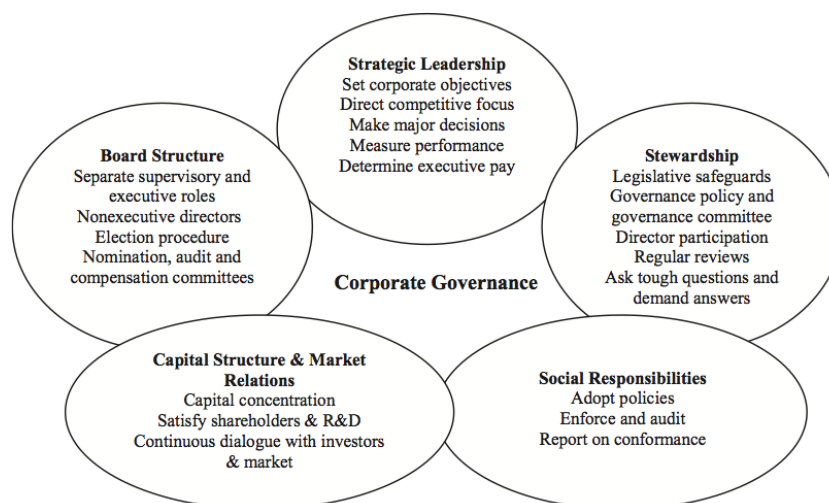 Strategic Leadership
Set corporate objectives
Direct competitive focus
Make major decisions
Measure performance
Determine executive pay
Board Structure
Separate supervisory and
executive roles
Nonexecutive directors
Election procedure
Nomination, audit and
compensation committees
Stewardship
Legislative safeguards
Governance policy and
governance committee
Director participation
Regular reviews
Ask tough questions and
demand answers
Corporate Governance
Capital Structure & Market
Relations
Capital concentration
Satisfy shareholders & R&D
Continuous dialogue with investors
& market
Social Responsibilities
Adopt policies
Enforce and audit
Report on conformance